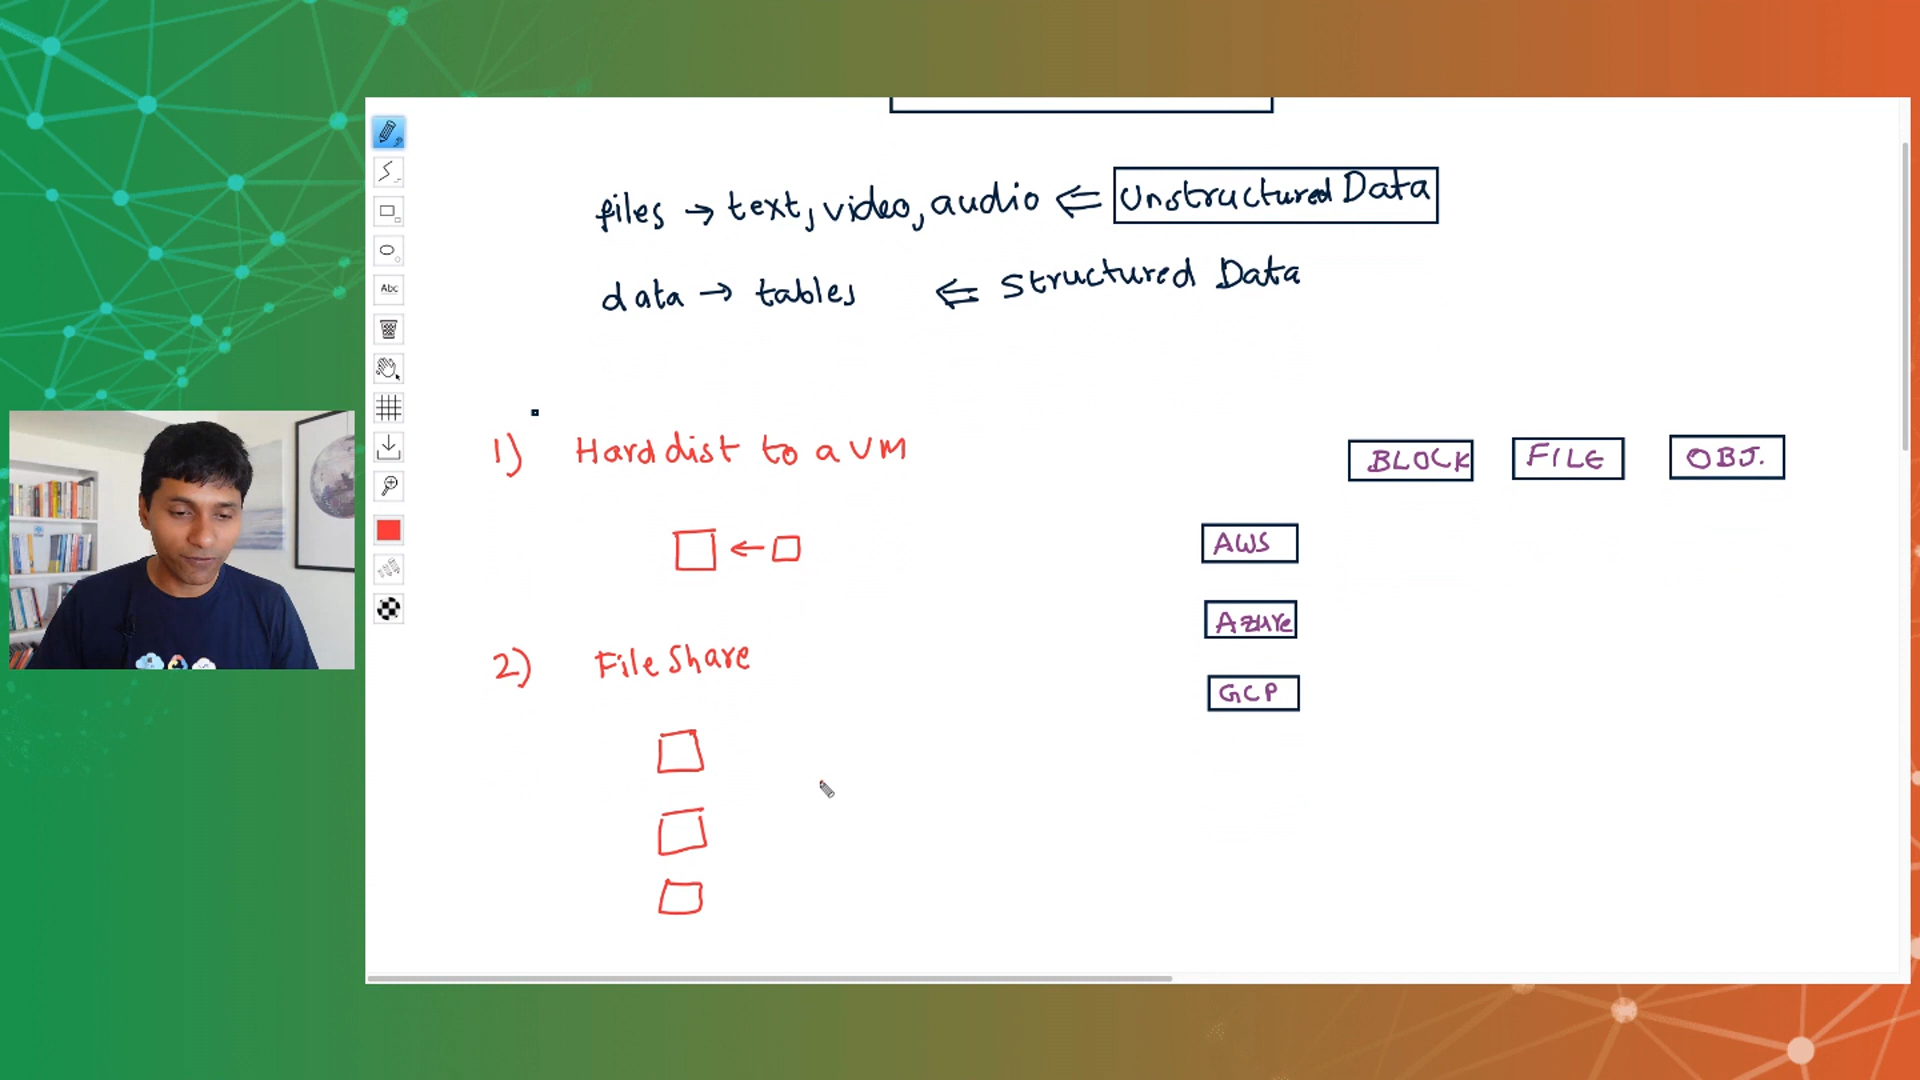 files → text, video, audio ⇐ Unstructured Data
data → tables ⇐ Structured Data
1) Hard dist to a VM
BLOCK FILE OBJ.
AWS
Azure
2) File Share
GCP
Abc